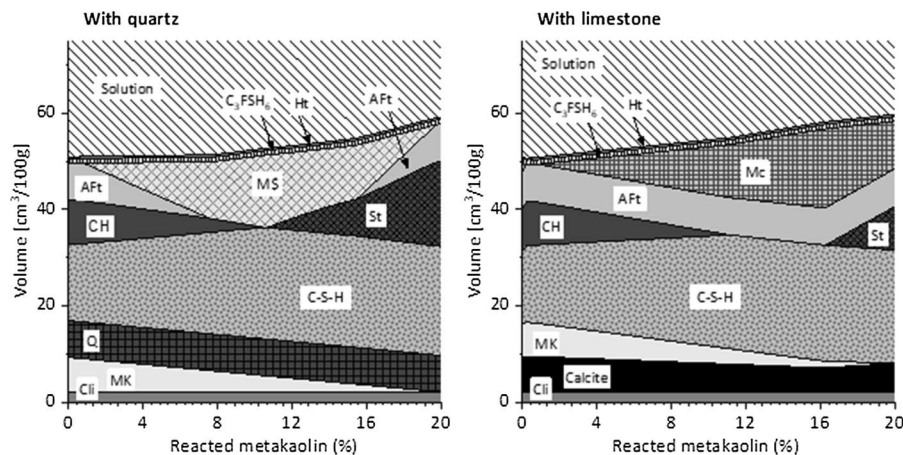 With quartz
Volume [cm³/100g]
60
40
20
0
Solution
C₃FSH₆
Ht
AFt
M$
AFt
CH
St
C-S-H
Q
MK
Cli
0 4 8 12 16 20
Reacted metakaolin (%)
With limestone
Volume [cm³/100g]
60
40
20
0
Solution
C₃FSH₆
Ht
Mc
AFt
CH
St
C-S-H
MK
Calcite
Cli
0 4 8 12 16 20
Reacted metakaolin (%)